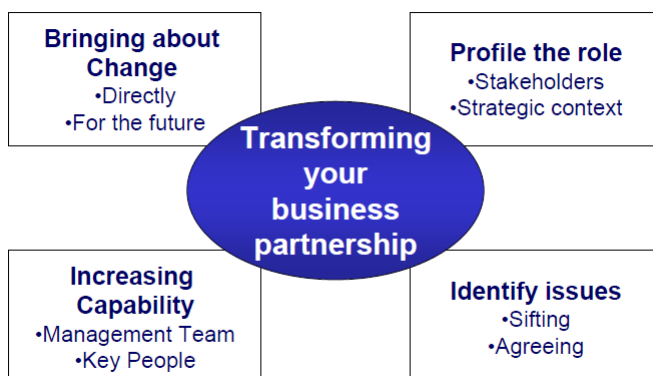 Bringing about
Change
•Directly
•For the future
Profile the role
•Stakeholders
•Strategic context
Transforming
your
business
partnership
Increasing
Capability
•Management Team
•Key People
Identify issues
•Sifting
•Agreeing